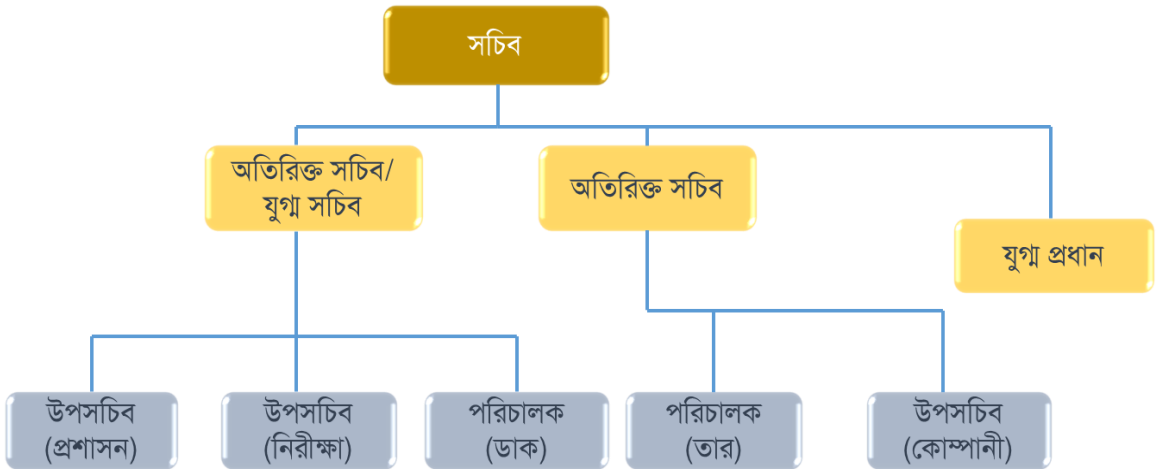 সচিব
অতিরিক্ত সচিব/
যুগ্ম সচিব
অতিরিক্ত সচিব
যুগ্ম প্রধান
উপসচিব
(প্রশাসন)
উপসচিব
(নিরীক্ষা)
পরিচালক
(ডাক)
পরিচালক
(তার)
উপসচিব
(কোম্পানী)